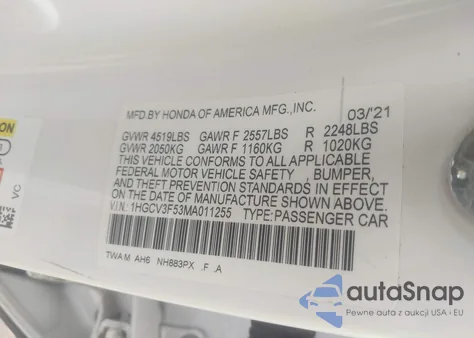 MFD.BY HONDA OF AMERICA MFG.,INC. 03/'21
GVWR 4519LBS GAWR F 2557LBS R 2248LBS
GVWR 2050KG GAWR F 1160KG R 1020KG
THIS VEHICLE CONFORMS TO ALL APPLICABLE
FEDERAL MOTOR VEHICLE SAFETY , BUMPER,
AND THEFT PREVENTION STANDARDS IN EFFECT
ON THE DATE OF MANUFACTURE SHOWN ABOVE.
V.I.N: 1HGCV3F53MA011255 TYPE:PASSENGER CAR
TWA M AH6 NH883PX .F .A
VC
autoSnap
Pewne auta z aukcji USA - EU